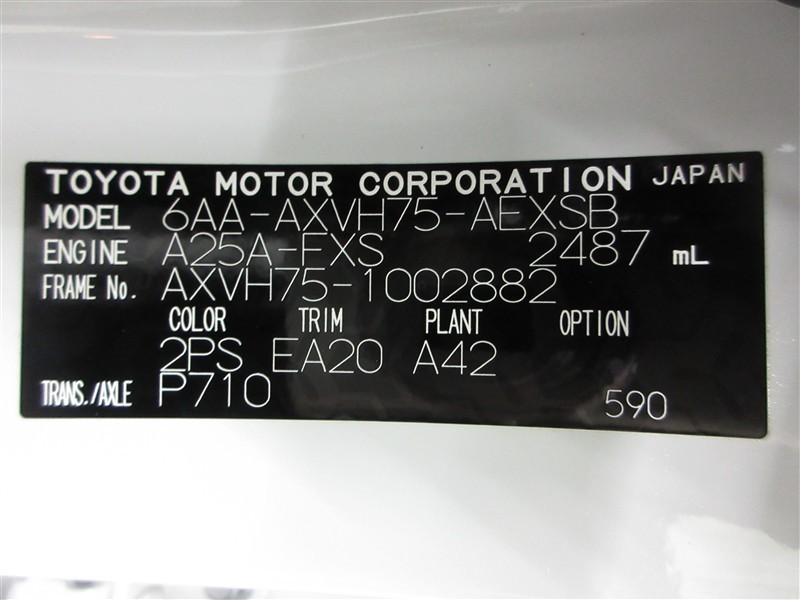 TOYOTA MOTOR CORPORATION JAPAN
MODEL 6AA-AXVH75-AEXSB
ENGINE A25A-FXS 2487 mL
FRAME No. AXVH75-1002882
COLOR TRIM PLANT OPTION
2PS EA20 A42
TRANS./AXLE P710
590